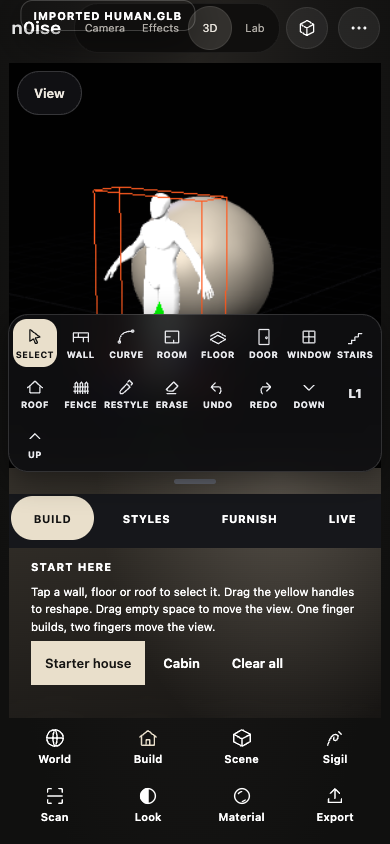 IMPORTED HUMAN.GLB
n0ise Camera Effects 3D Lab
View
SELECT WALL CURVE ROOM FLOOR DOOR WINDOW STAIRS
ROOF FENCE RESTYLE ERASE UNDO REDO DOWN L1
UP
BUILD STYLES FURNISH LIVE
START HERE
Tap a wall, floor or roof to select it. Drag the yellow handles
to reshape. Drag empty space to move the view. One finger
builds, two fingers move the view.
Starter house Cabin Clear all
World Build Scene Sigil
Scan Look Material Export